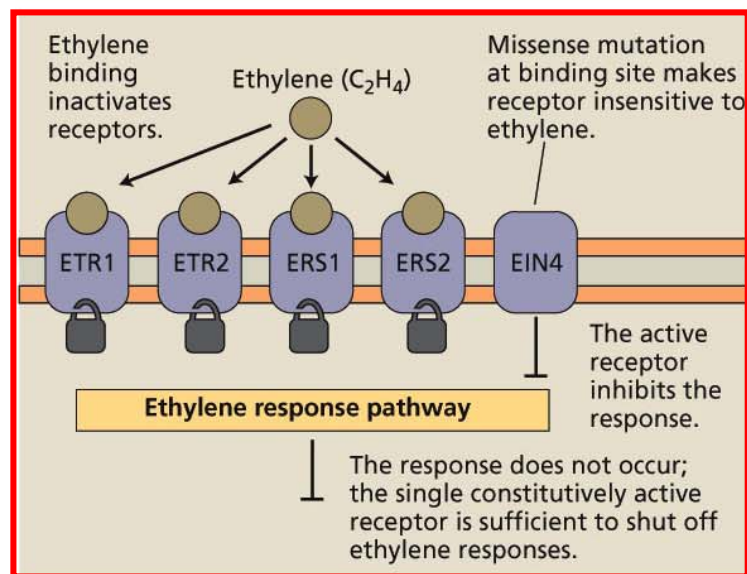 Ethylene
binding
inactivates
receptors.
Ethylene (C₂H₄)
Missense mutation
at binding site makes
receptor insensitive to
ethylene.
ETR1 ETR2 ERS1 ERS2 EIN4
The active
receptor
inhibits the
response.
Ethylene response pathway
The response does not occur;
the single constitutively active
receptor is sufficient to shut off
ethylene responses.